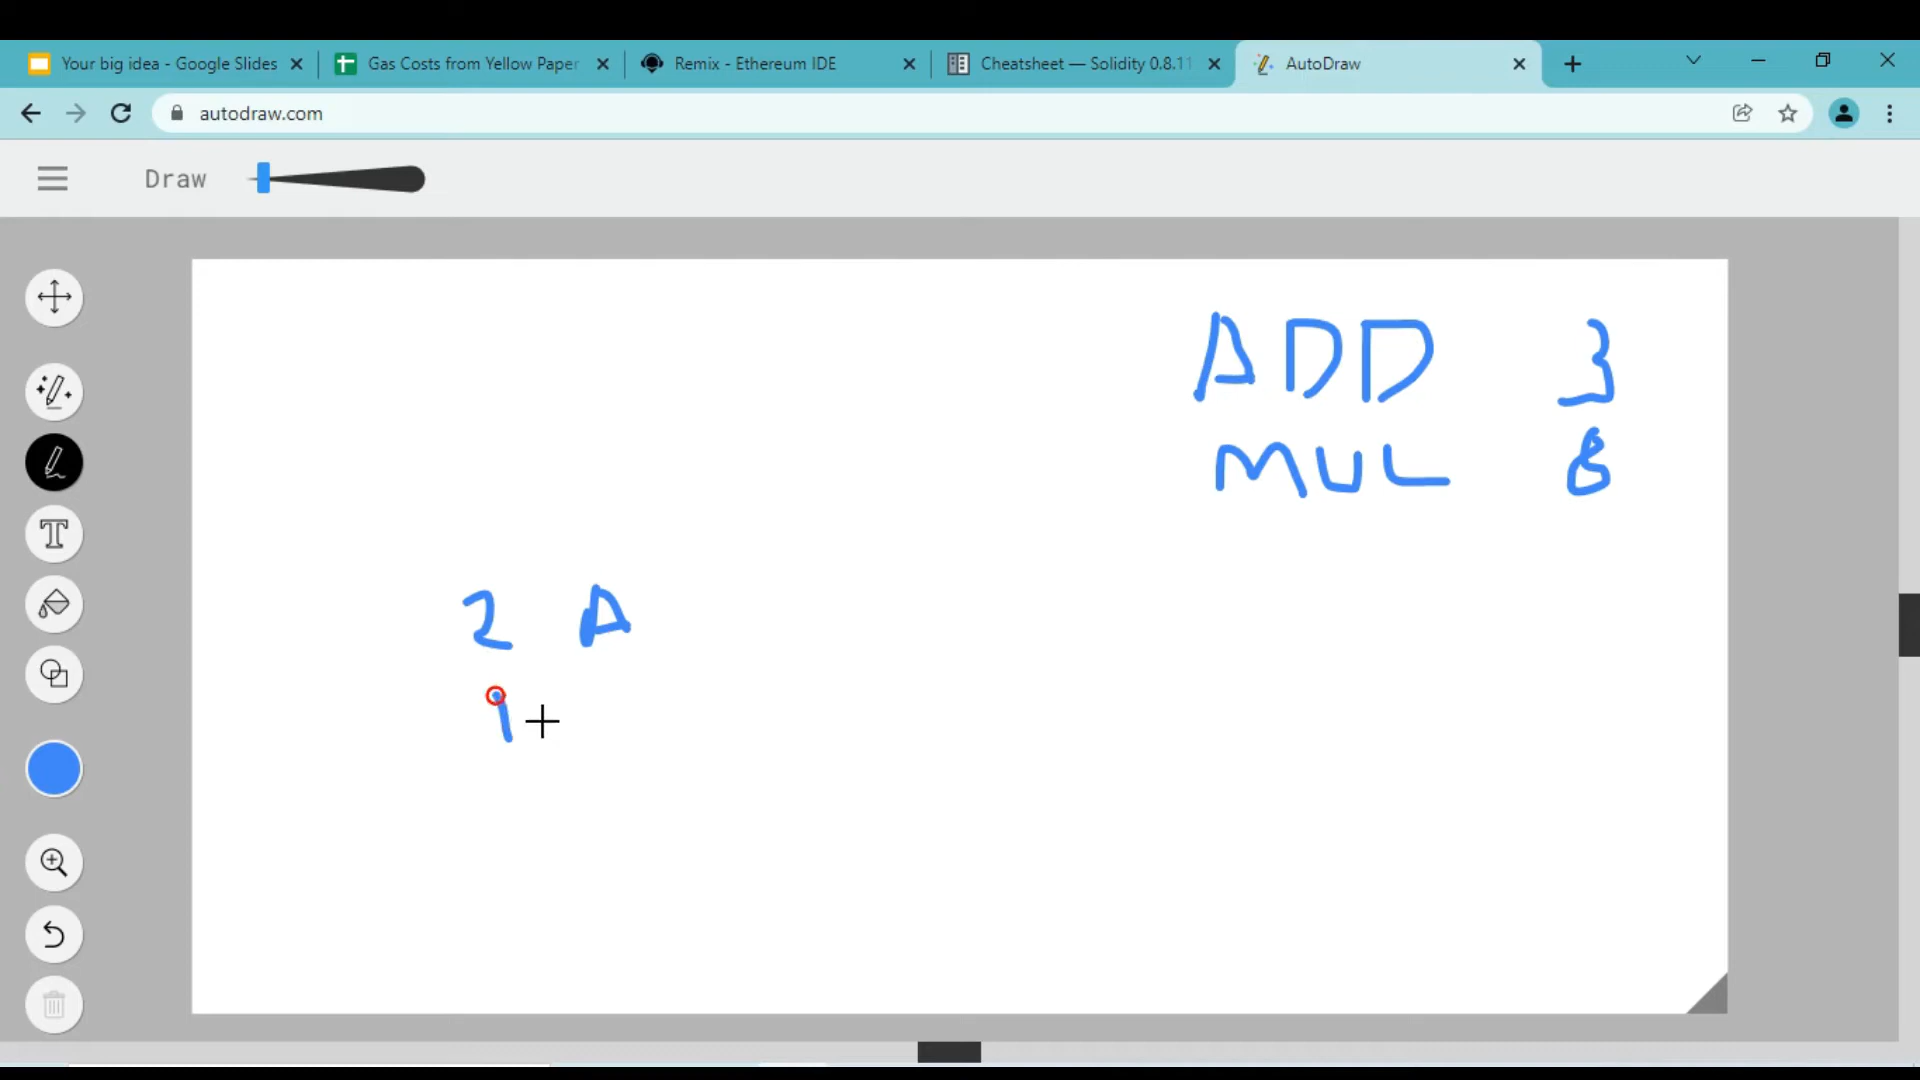 Your big idea - Google Slides
Gas Costs from Yellow Paper
Remix - Ethereum IDE
Cheatsheet — Solidity 0.8.11
AutoDraw
autodraw.com
Draw
ADD 3
MUL 8
2 A
1